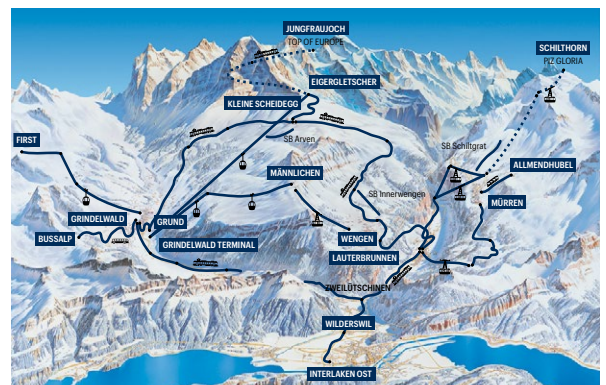 JUNGFRAUJOCH
TOP OF EUROPE
SCHILTHORN
PIZ GLORIA
EIGERGLETSCHER
KLEINE SCHEIDEGG
FIRST
SB Arven
SB Schiltgrat
ALLMENDHUBEL
MÄNNLICHEN
SB Innerwengen
MÜRREN
GRINDELWALD
GRUND
BUSSALP
GRINDELWALD TERMINAL
WENGEN
LAUTERBRUNNEN
ZWEILÜTSCHINEN
WILDERSWIL
INTERLAKEN OST